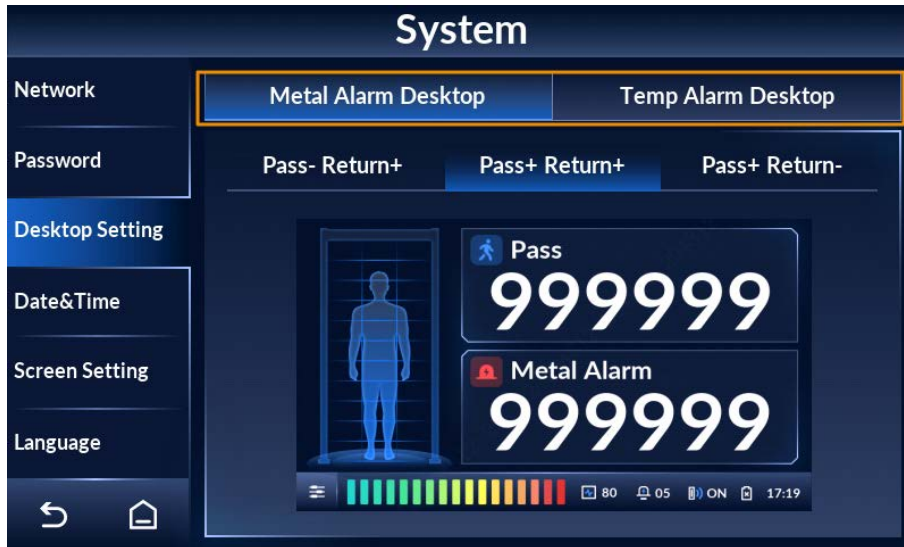 System
Network
Password
Desktop Setting
Date&Time
Screen Setting
Language
Metal Alarm Desktop
Temp Alarm Desktop
Pass- Return+
Pass+ Return+
Pass+ Return-
Pass
999999
Metal Alarm
999999
80 05 ON 17:19